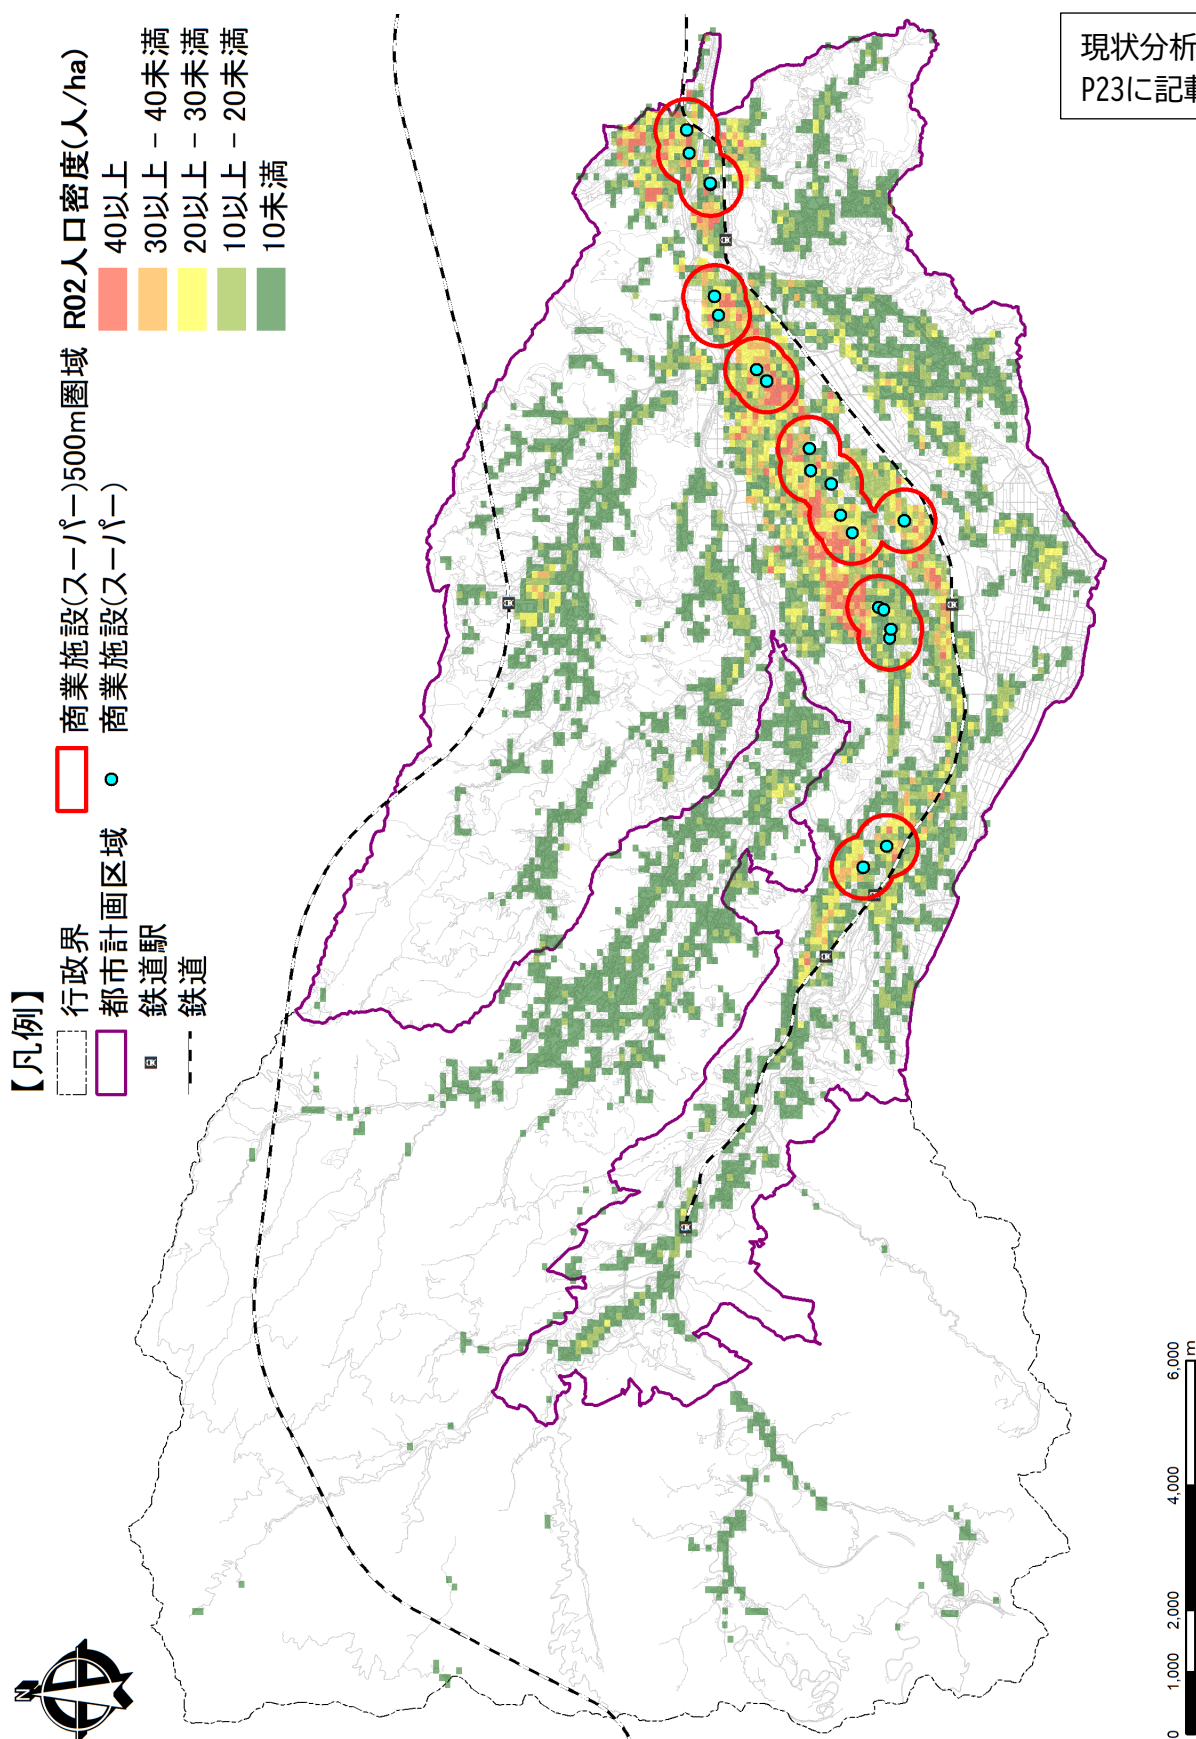 【凡例】
行政界
都市計画区域
鉄道駅
鉄道
商業施設(スーパー)500m圏域
商業施設(スーパー)
R02人口密度(人/ha)
40以上
30以上 - 40未満
20以上 - 30未満
10以上 - 20未満
10未満
現状分析
P23に記載
N
0 1,000 2,000 4,000 6,000
m